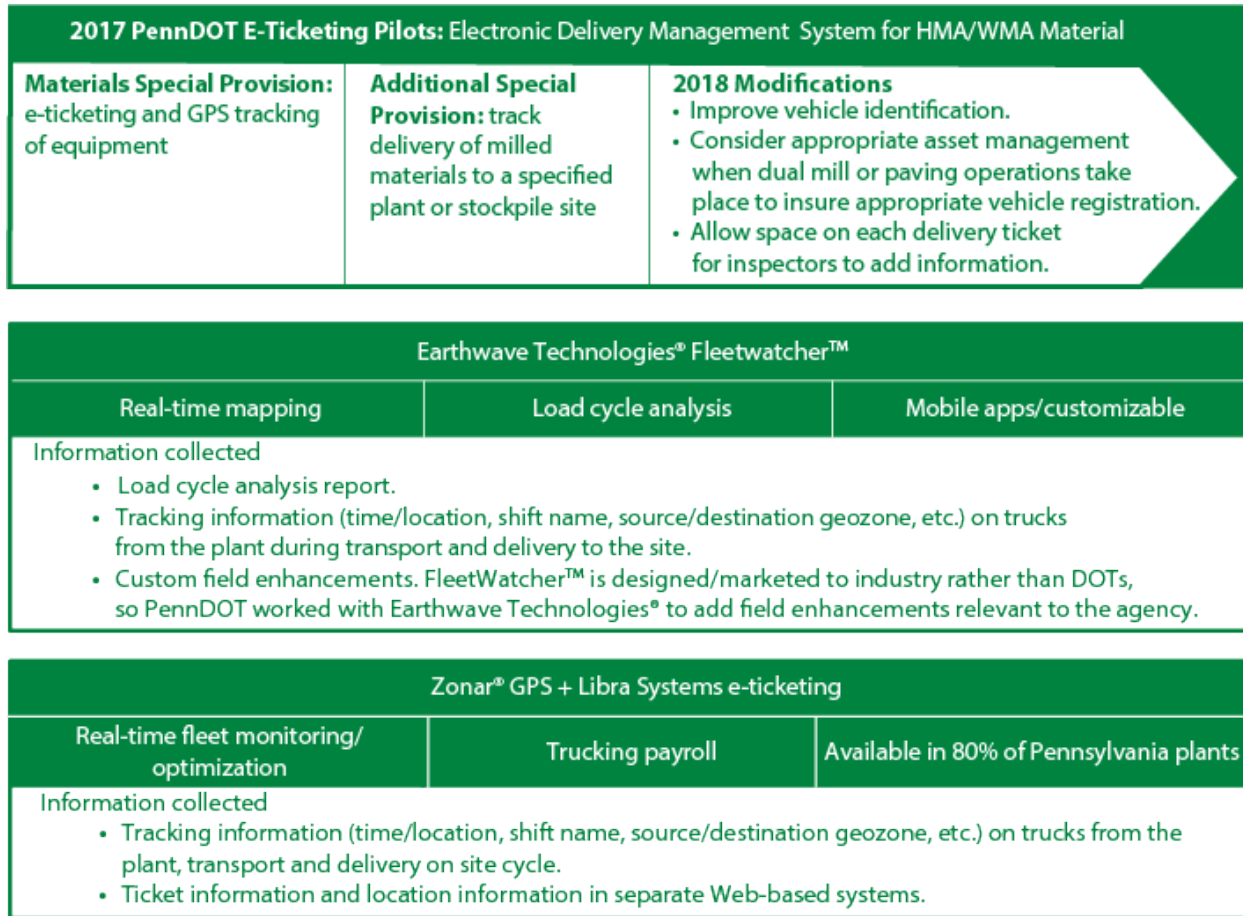 2017 PennDOT E-Ticketing Pilots: Electronic Delivery Management System for HMA/WMA Material
Materials Special Provision:
e-ticketing and GPS tracking
of equipment
Additional Special
Provision: track
delivery of milled
materials to a specified
plant or stockpile site
2018 Modifications
• Improve vehicle identification.
• Consider appropriate asset management
when dual mill or paving operations take
place to insure appropriate vehicle registration.
• Allow space on each delivery ticket
for inspectors to add information.
Earthwave Technologies® Fleetwatcher™
Real-time mapping
Load cycle analysis
Mobile apps/customizable
Information collected
• Load cycle analysis report.
• Tracking information (time/location, shift name, source/destination geozone, etc.) on trucks
from the plant during transport and delivery to the site.
• Custom field enhancements. FleetWatcher™ is designed/marketed to industry rather than DOTs,
so PennDOT worked with Earthwave Technologies® to add field enhancements relevant to the agency.
Zonar® GPS + Libra Systems e-ticketing
Real-time fleet monitoring/
optimization
Trucking payroll
Available in 80% of Pennsylvania plants
Information collected
• Tracking information (time/location, shift name, source/destination geozone, etc.) on trucks from the
plant, transport and delivery on site cycle.
• Ticket information and location information in separate Web-based systems.